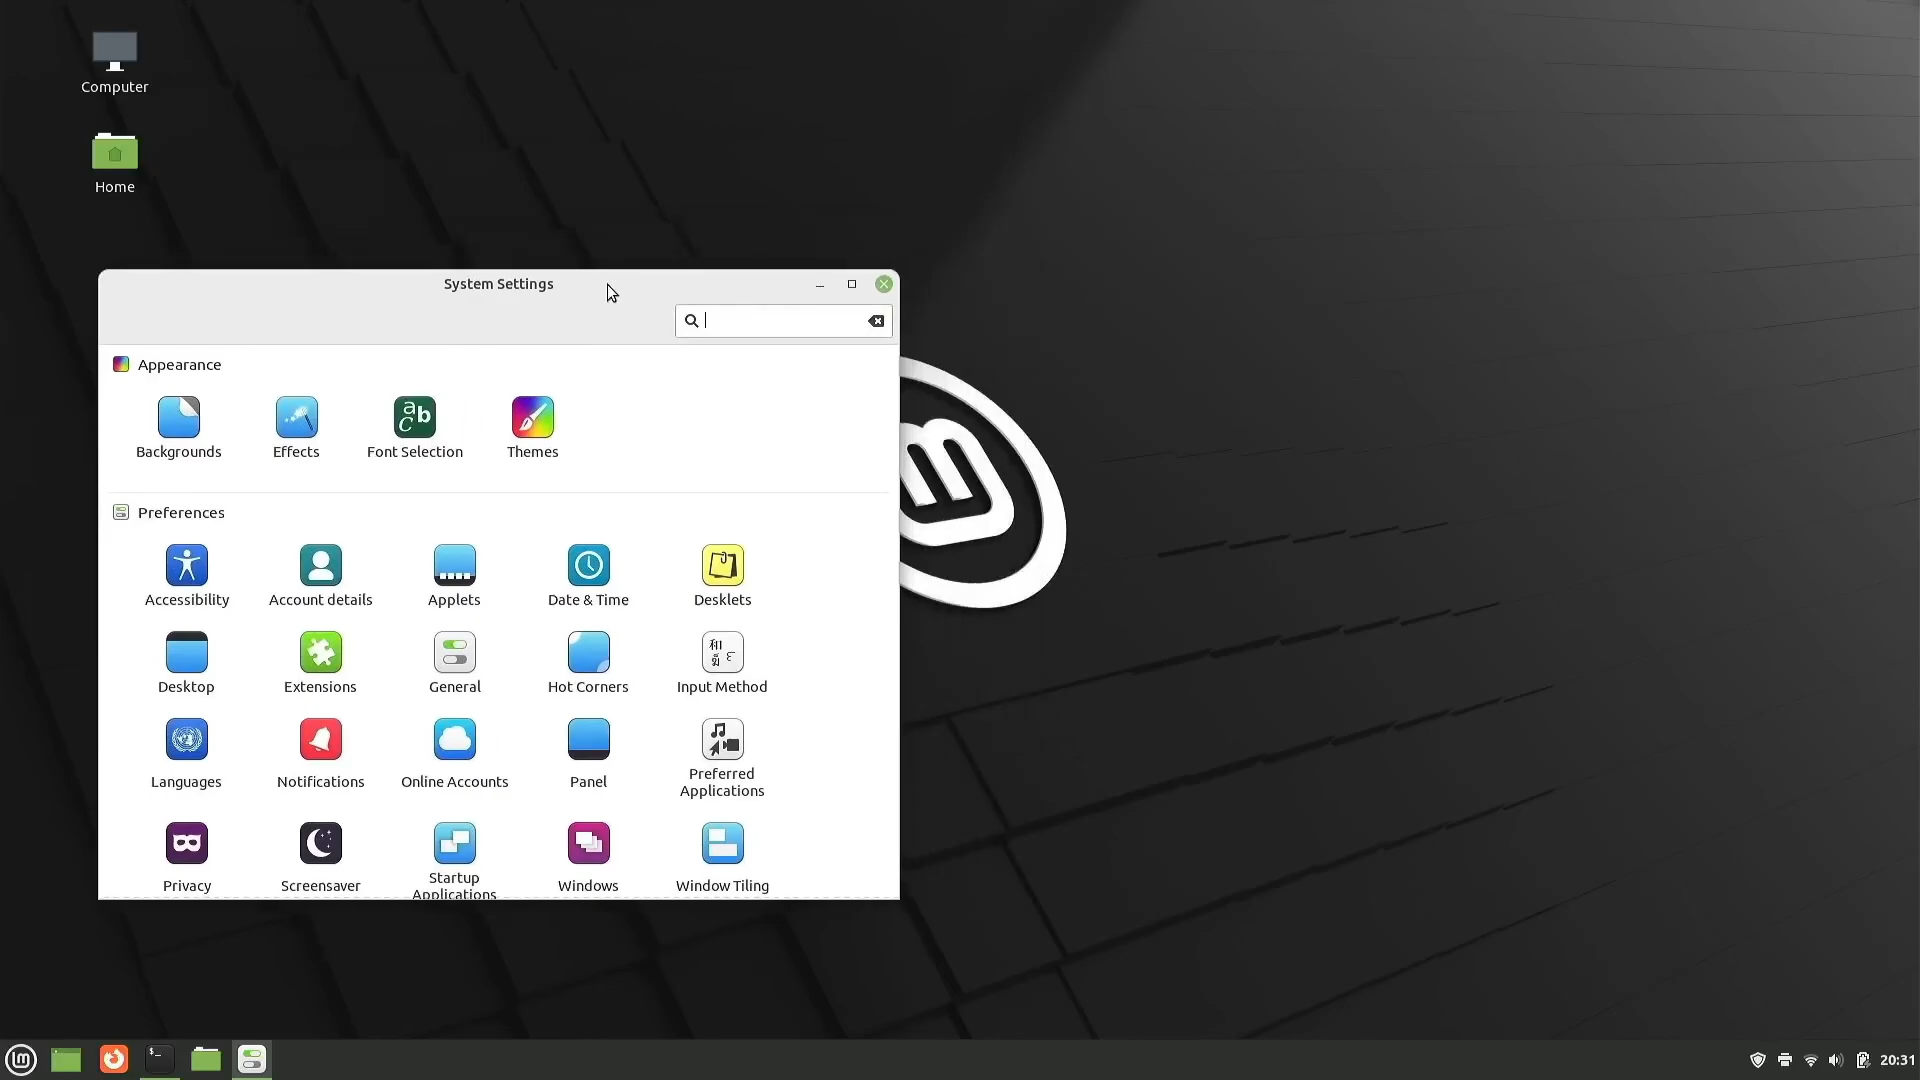 Computer
Home
System Settings
Appearance
Backgrounds
Effects
Font Selection
Themes
Preferences
Accessibility
Account details
Applets
Date & Time
Desklets
Desktop
Extensions
General
Hot Corners
Input Method
Languages
Notifications
Online Accounts
Panel
Preferred
Applications
Privacy
Screensaver
Startup
Applications
Windows
Window Tiling
20:31